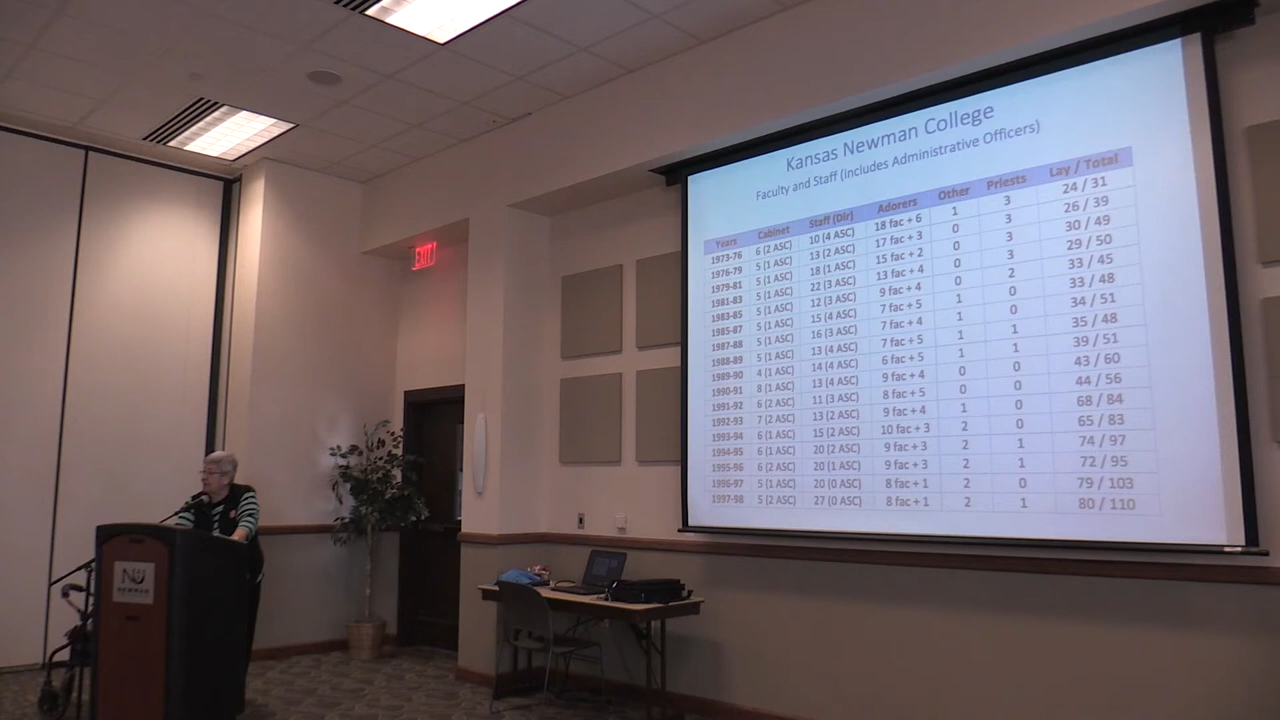 Kansas Newman College
Faculty and Staff (Includes Administrative Officers)
Years Cabinet Staff (Dir) Adorers Other Priests Lay / Total
1973-76 6 (2 ASC) 10 (4 ASC) 18 fac + 6 1 3 24 / 31
1976-79 5 (1 ASC) 13 (2 ASC) 17 fac + 3 0 3 26 / 39
1979-81 5 (1 ASC) 18 (1 ASC) 15 fac + 2 0 3 30 / 49
1981-83 5 (1 ASC) 22 (3 ASC) 13 fac + 4 0 3 29 / 50
1983-85 5 (1 ASC) 12 (3 ASC) 9 fac + 4 0 2 33 / 45
1985-87 5 (1 ASC) 15 (4 ASC) 7 fac + 5 1 0 33 / 48
1987-88 5 (1 ASC) 16 (3 ASC) 7 fac + 4 1 0 34 / 51
1988-89 5 (1 ASC) 13 (4 ASC) 7 fac + 5 1 1 35 / 48
1989-90 4 (1 ASC) 14 (4 ASC) 6 fac + 5 1 1 39 / 51
1990-91 8 (1 ASC) 13 (4 ASC) 9 fac + 4 0 0 43 / 60
1991-92 6 (2 ASC) 11 (3 ASC) 8 fac + 5 0 0 44 / 56
1992-93 7 (2 ASC) 13 (2 ASC) 9 fac + 4 1 0 68 / 84
1993-94 6 (1 ASC) 15 (2 ASC) 10 fac + 3 2 0 65 / 83
1994-95 6 (1 ASC) 20 (2 ASC) 9 fac + 3 2 1 74 / 97
1995-96 6 (2 ASC) 20 (1 ASC) 9 fac + 3 2 1 72 / 95
1996-97 5 (1 ASC) 20 (0 ASC) 8 fac + 1 2 0 79 / 103
1997-98 5 (2 ASC) 27 (0 ASC) 8 fac + 1 2 1 80 / 110
EXIT
NU
NEWMAN